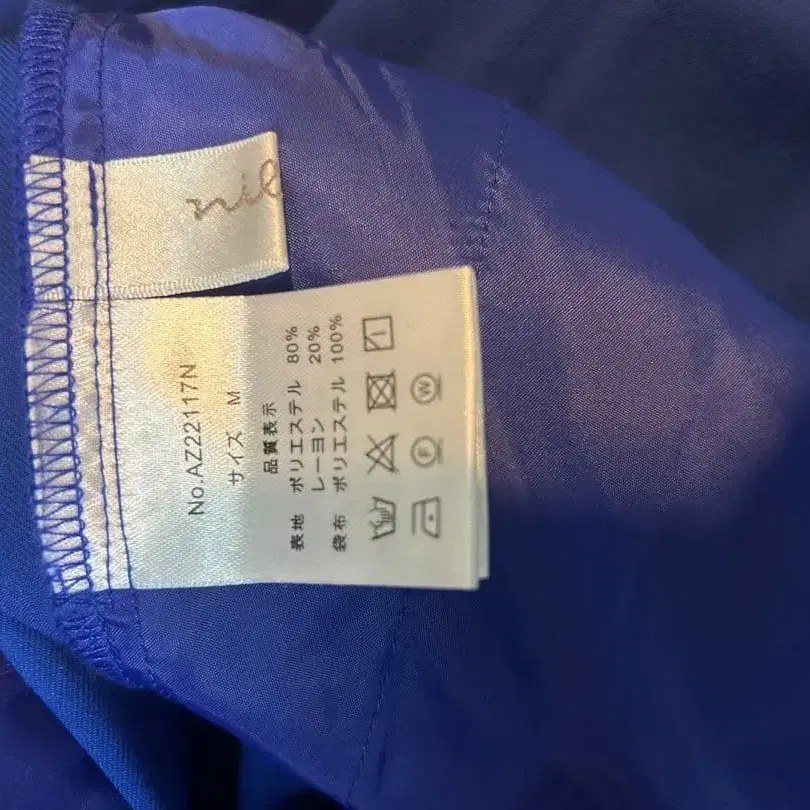 nil
No.AZ22117N
サイズ M
品質表示
表地 ポリエステル 80%
レーヨン 20%
袋布 ポリエステル 100%
F W